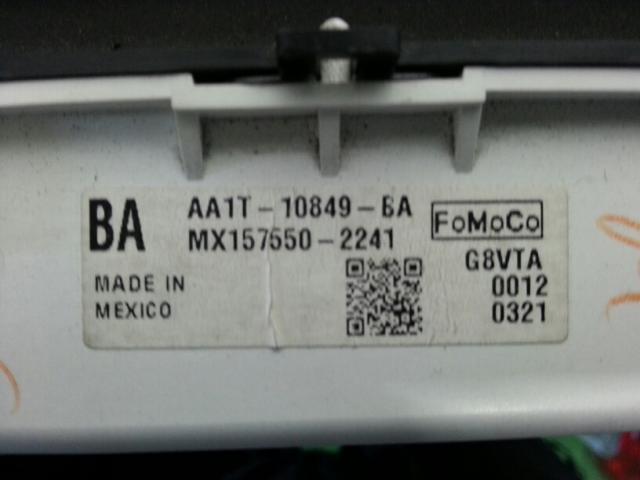 BA
AA1T-10849-BA
MX157550-2241
FoMoCo
G8VTA
MADE IN
MEXICO
0012
0321